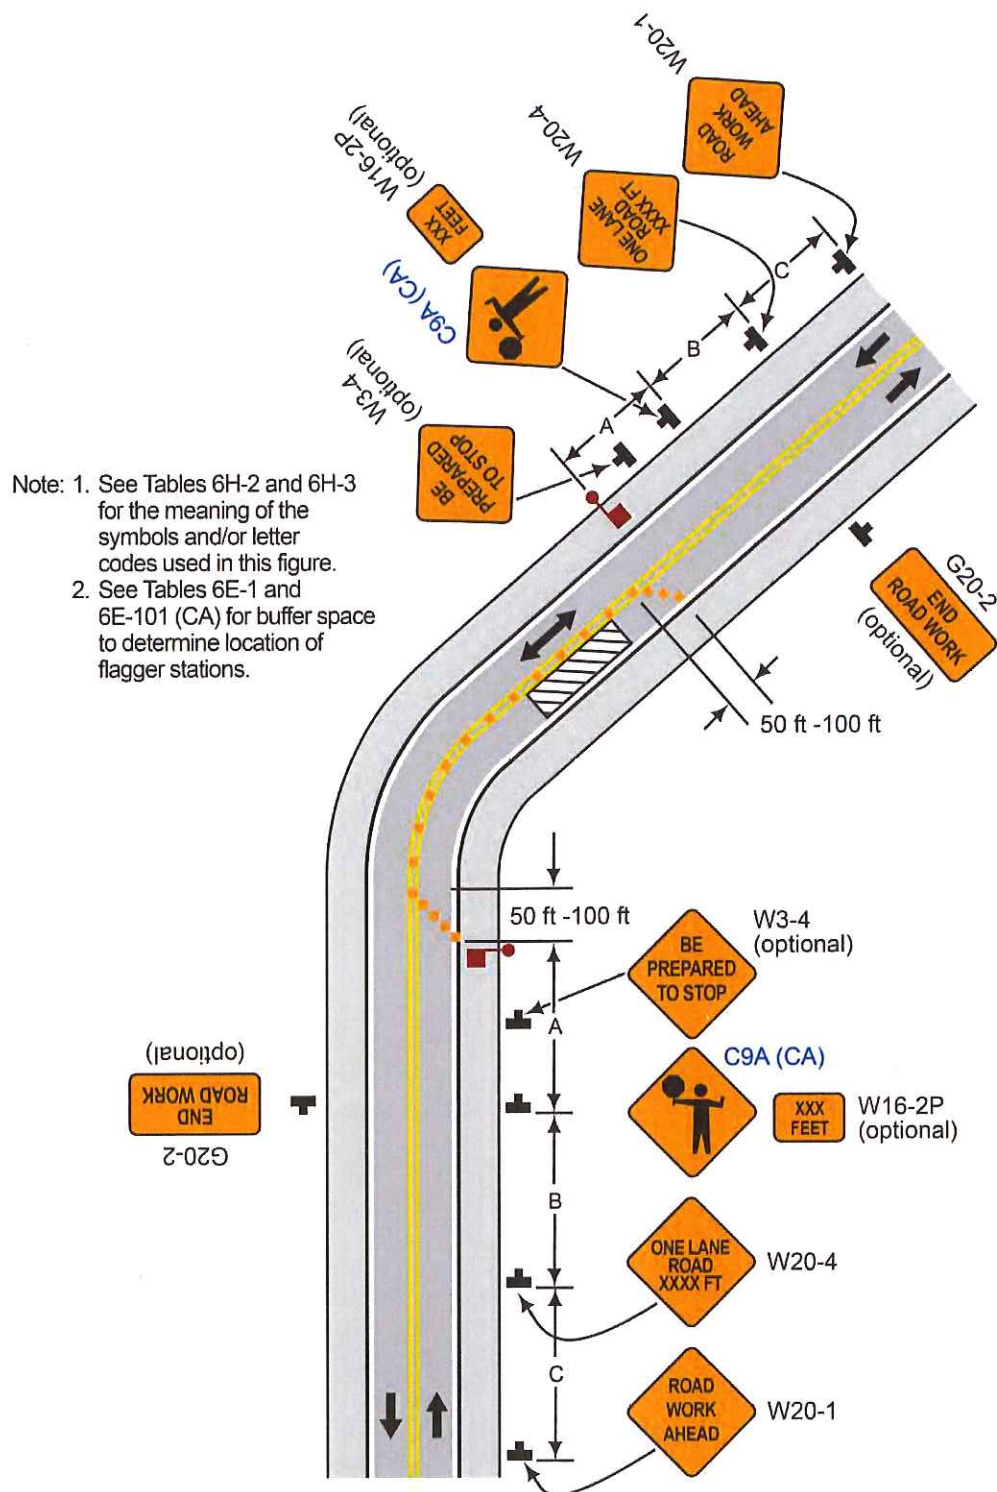 W20-1
ROAD
WORK
AHEAD
W20-4
ONE LANE
ROAD
XXXX FT
W16-2P
(optional)
XXX
FEET
C9A (CA)
W3-4
(optional)
BE
PREPARED
TO STOP
C
B
A
Note: 1. See Tables 6H-2 and 6H-3
for the meaning of the
symbols and/or letter
codes used in this figure.
2. See Tables 6E-1 and
6E-101 (CA) for buffer space
to determine location of
flagger stations.
G20-2
END
ROAD WORK
(optional)
50 ft -100 ft
50 ft -100 ft
BE
PREPARED
TO STOP
W3-4
(optional)
A
C9A (CA)
XXX
FEET
W16-2P
(optional)
G20-2
END
ROAD WORK
(optional)
B
ONE LANE
ROAD
XXXX FT
W20-4
C
ROAD
WORK
AHEAD
W20-1